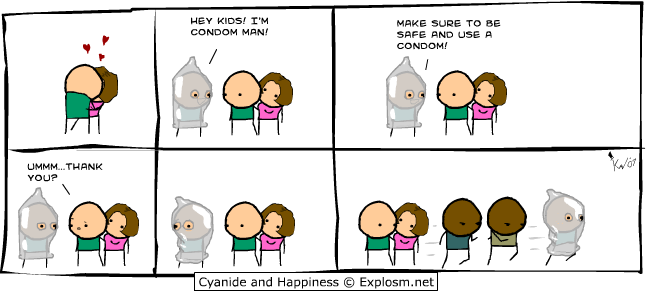 HEY KIDS! I'M
CONDOM MAN!
MAKE SURE TO BE
SAFE AND USE A
CONDOM!
UMMM...THANK
YOU?
Cyanide and Happiness © Explosm.net